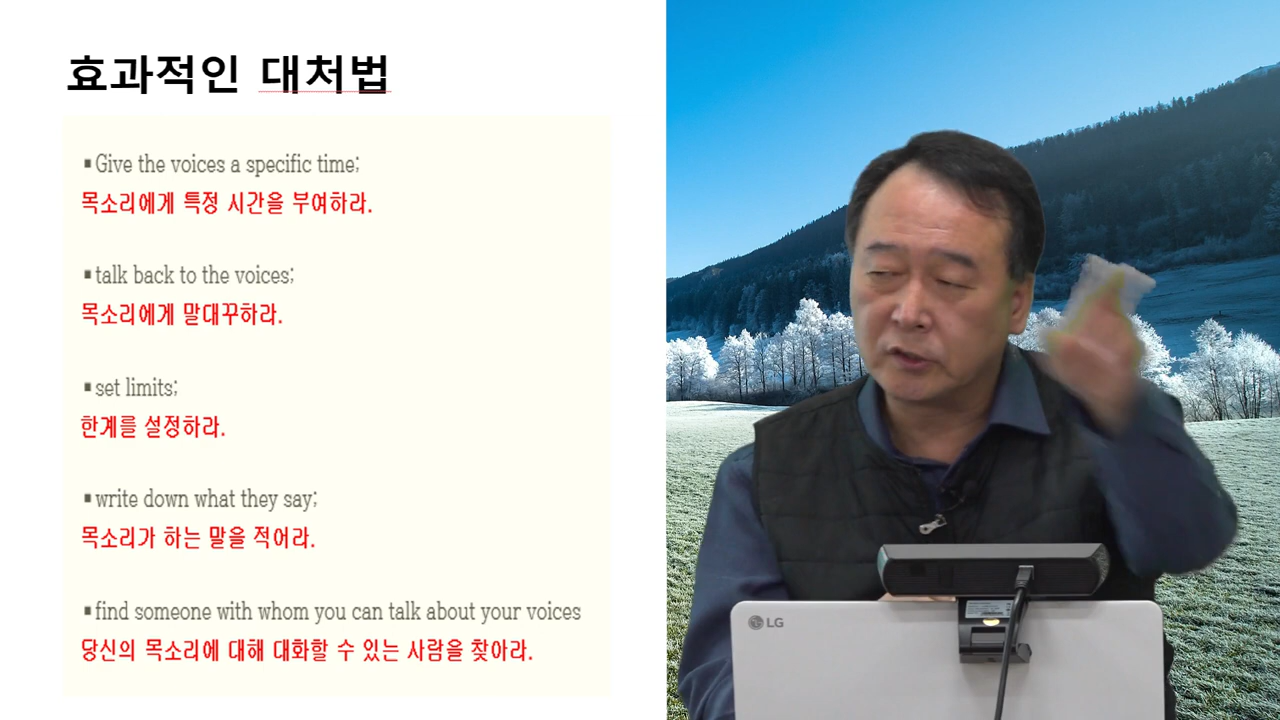 효과적인 대처법
▪Give the voices a specific time;
목소리에게 특정 시간을 부여하라.
▪talk back to the voices;
목소리에게 말대꾸하라.
▪set limits;
한계를 설정하라.
▪write down what they say;
목소리가 하는 말을 적어라.
▪find someone with whom you can talk about your voices
당신의 목소리에 대해 대화할 수 있는 사람을 찾아라.
LG